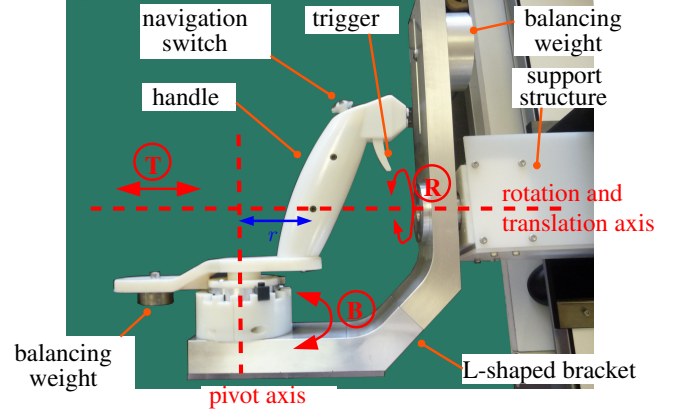 navigation
switch
trigger
balancing
weight
support
structure
handle
T
R
rotation and
translation axis
r
B
balancing
weight
L-shaped bracket
pivot axis